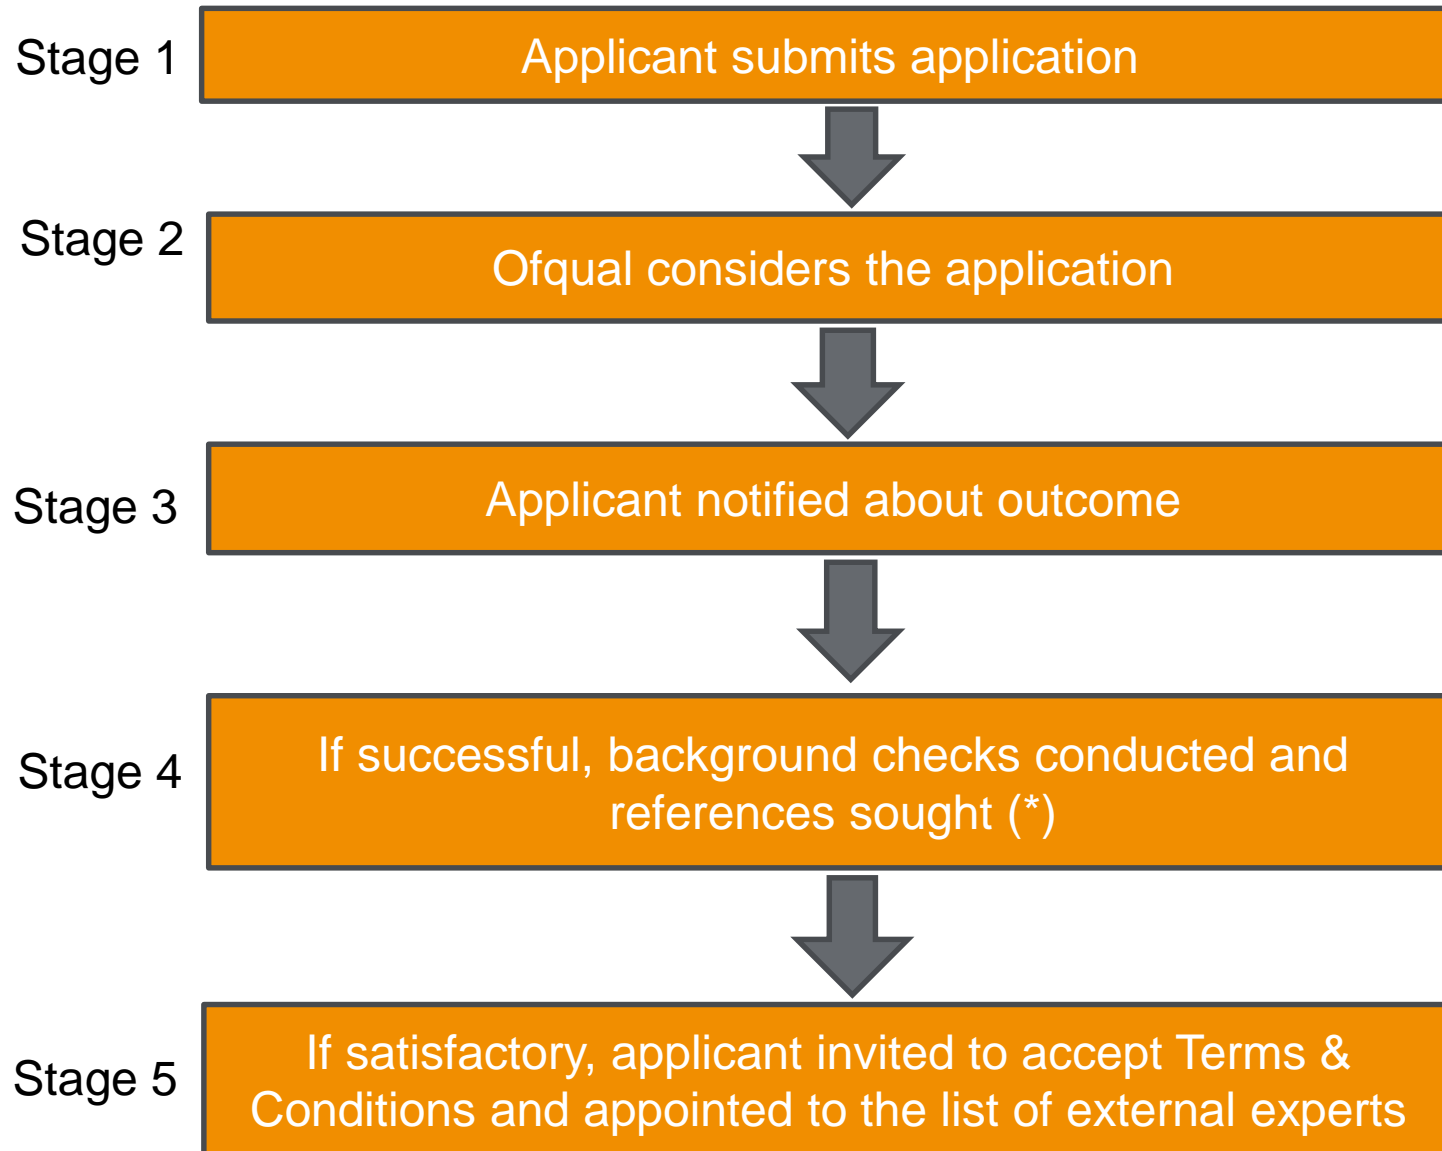 Stage 1
Applicant submits application
Stage 2
Ofqual considers the application
Stage 3
Applicant notified about outcome
Stage 4
If successful, background checks conducted and
references sought (*)
Stage 5
If satisfactory, applicant invited to accept Terms &
Conditions and appointed to the list of external experts